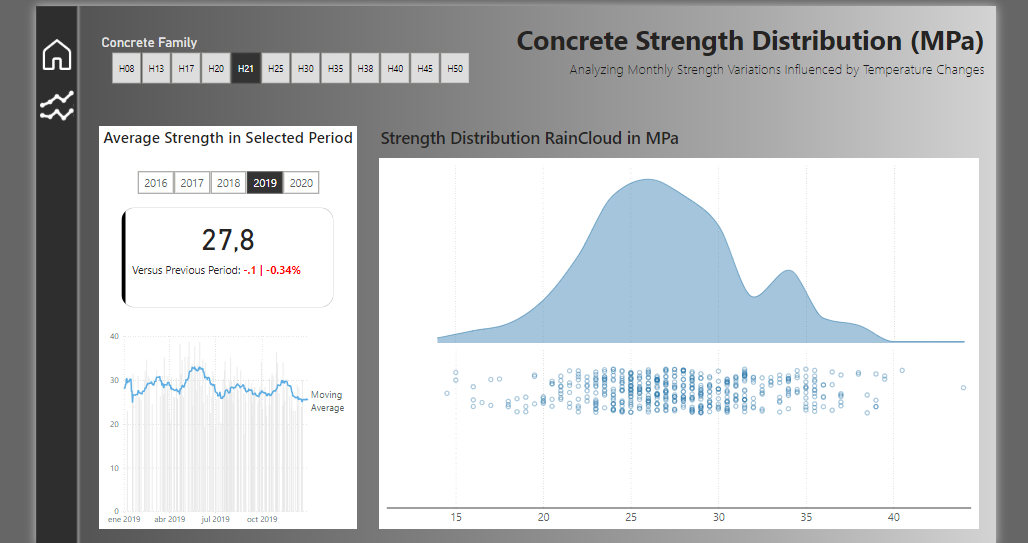 Concrete Family
H08 H13 H17 H20 H21 H25 H30 H35 H38 H40 H45 H50
Concrete Strength Distribution (MPa)
Analyzing Monthly Strength Variations Influenced by Temperature Changes
Average Strength in Selected Period
2016 2017 2018 2019 2020
27,8
Versus Previous Period: -.1 | -0.34%
40
30
20
10
0
Moving
Average
ene 2019 abr 2019 jul 2019 oct 2019
Strength Distribution RainCloud in MPa
15 20 25 30 35 40